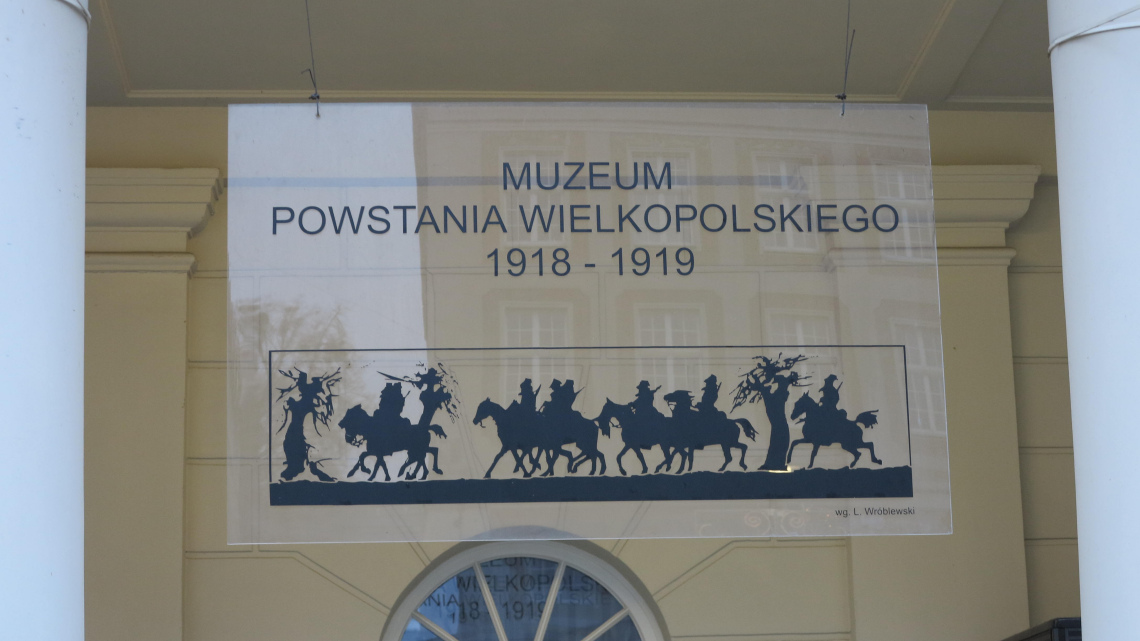 MUZEUM
POWSTANIA WIELKOPOLSKIEGO
1918 - 1919
wg. L. Wróblewski